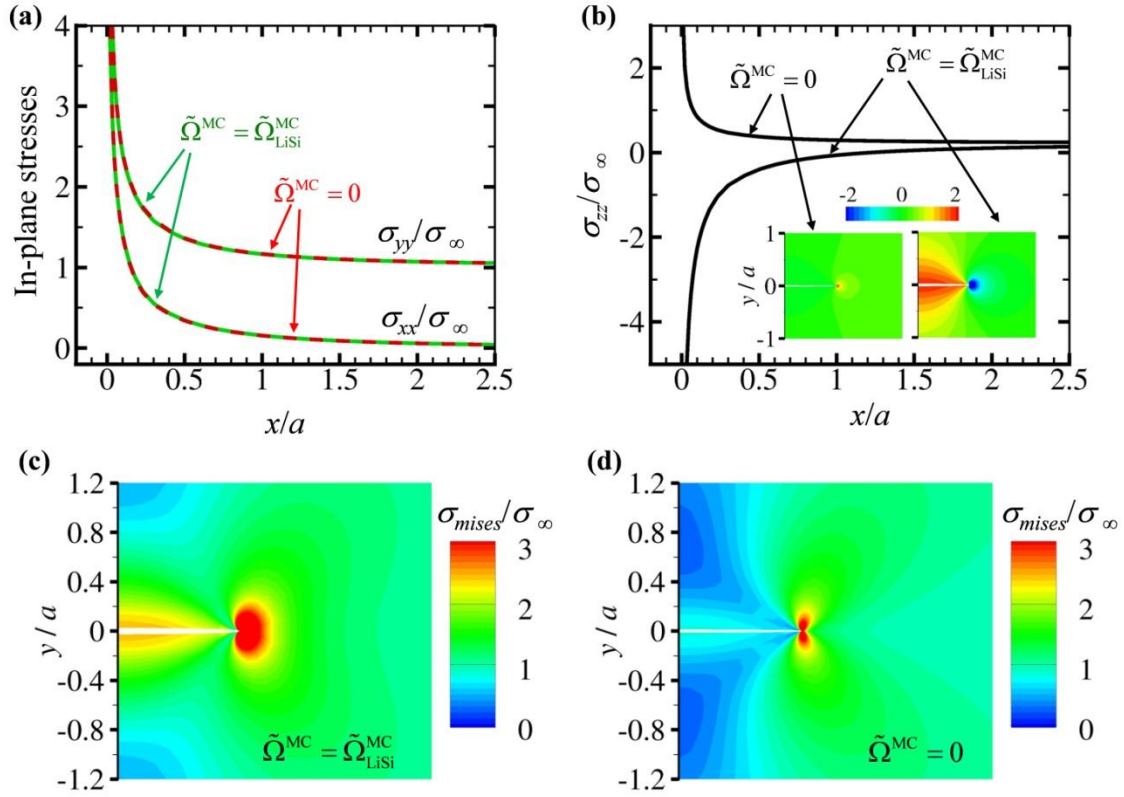 (a)
In-plane stresses
4
3
2
1
0
Ω̃^MC = Ω̃^MC_LiSi
Ω̃^MC = 0
σ_yy/σ_∞
σ_xx/σ_∞
0 0.5 1 1.5 2 2.5
x/a
(b)
σ_zz/σ_∞
2
0
-2
-4
Ω̃^MC = 0
Ω̃^MC = Ω̃^MC_LiSi
-2 0 2
y/a
1
0
-1
0 0.5 1 1.5 2 2.5
x/a
(c)
y/a
1.2
0.8
0.4
0
-0.4
-0.8
-1.2
Ω̃^MC = Ω̃^MC_LiSi
σ_mises/σ_∞
3
2
1
0
(d)
y/a
1.2
0.8
0.4
0
-0.4
-0.8
-1.2
Ω̃^MC = 0
σ_mises/σ_∞
3
2
1
0